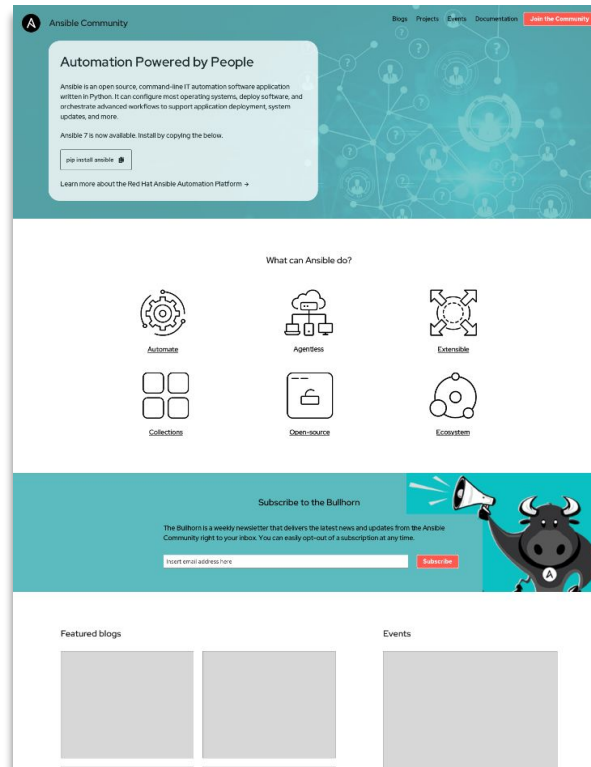 Ansible Community
Blogs Projects Events Documentation Join the Community
Automation Powered by People
Ansible is an open source, command-line IT automation software application
written in Python. It can configure most operating systems, deploy software, and
orchestrate advanced workflows to support application deployment, system
updates, and more.
Ansible 7 is now available. Install by copying the below.
pip install ansible
Learn more about the Red Hat Ansible Automation Platform →
What can Ansible do?
Automate Agentless Extensible
Collections Open-source Ecosystem
Subscribe to the Bullhorn
The Bullhorn is a weekly newsletter that delivers the latest news and updates from the Ansible
Community right to your inbox. You can easily opt-out of a subscription at any time.
Insert email address here Subscribe
Featured blogs Events